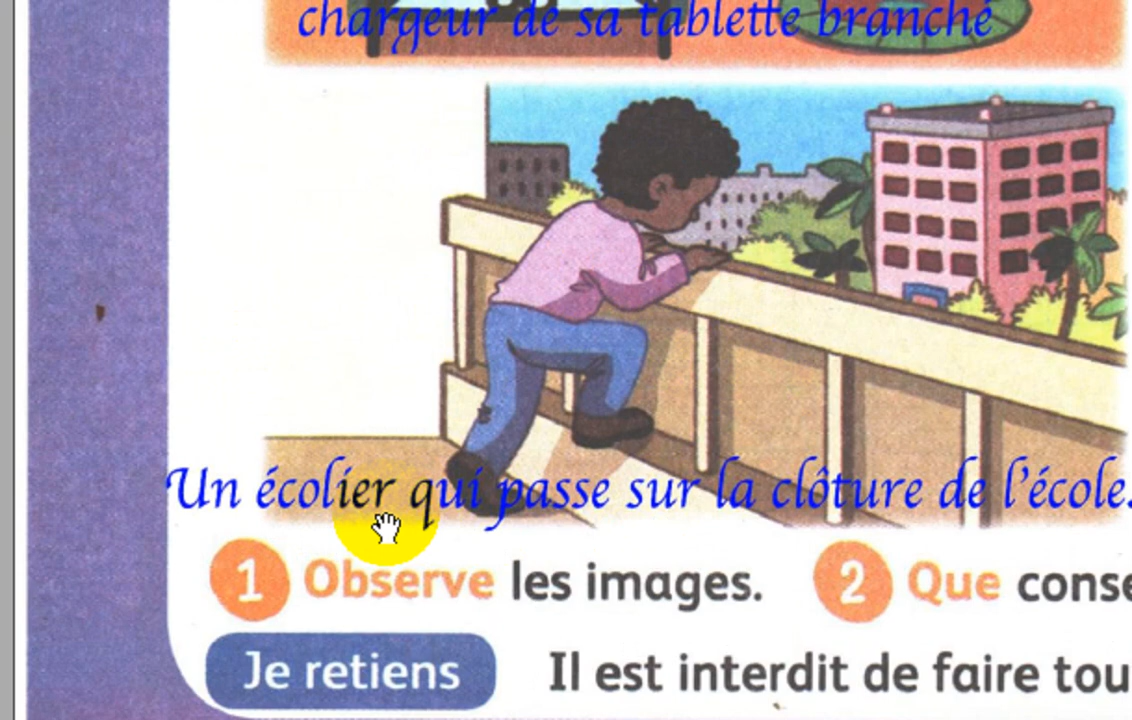 chargeur de sa tablette branché
Un écolier qui passe sur la clôture de l'école.
1 Observe les images. 2 Que conse
Je retiens Il est interdit de faire tou